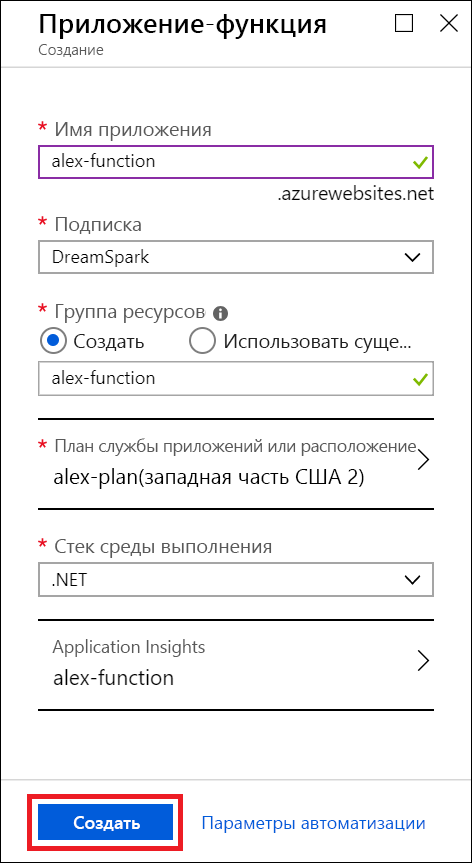 Приложение-функция
Создание
* Имя приложения
alex-function
.azurewebsites.net
* Подписка
DreamSpark
* Группа ресурсов
Создать Использовать суще...
alex-function
* План службы приложений или расположение
alex-plan(западная часть США 2)
* Стек среды выполнения
.NET
Application Insights
alex-function
Создать Параметры автоматизации